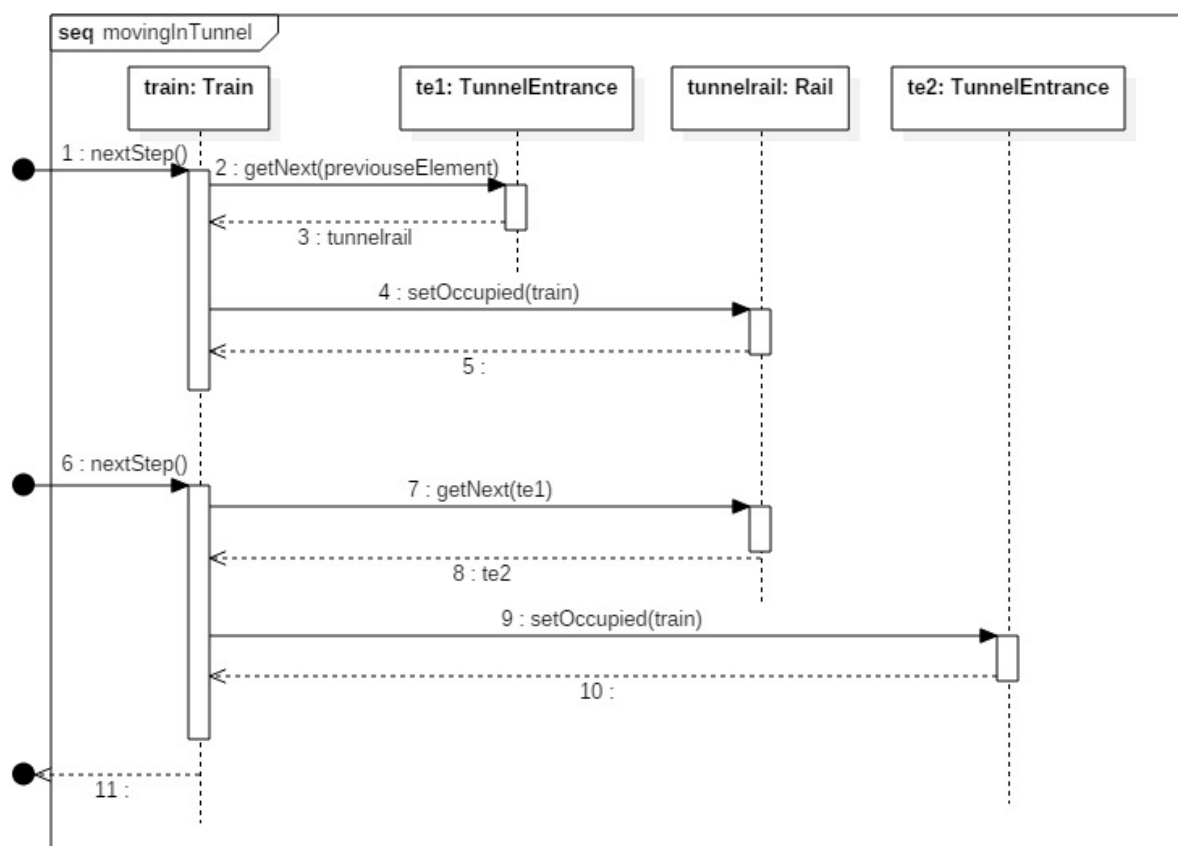 seq movingInTunnel
train: Train
te1: TunnelEntrance
tunnelrail: Rail
te2: TunnelEntrance
1 : nextStep()
2 : getNext(previouseElement)
3 : tunnelrail
4 : setOccupied(train)
5 :
6 : nextStep()
7 : getNext(te1)
8 : te2
9 : setOccupied(train)
10 :
11 :